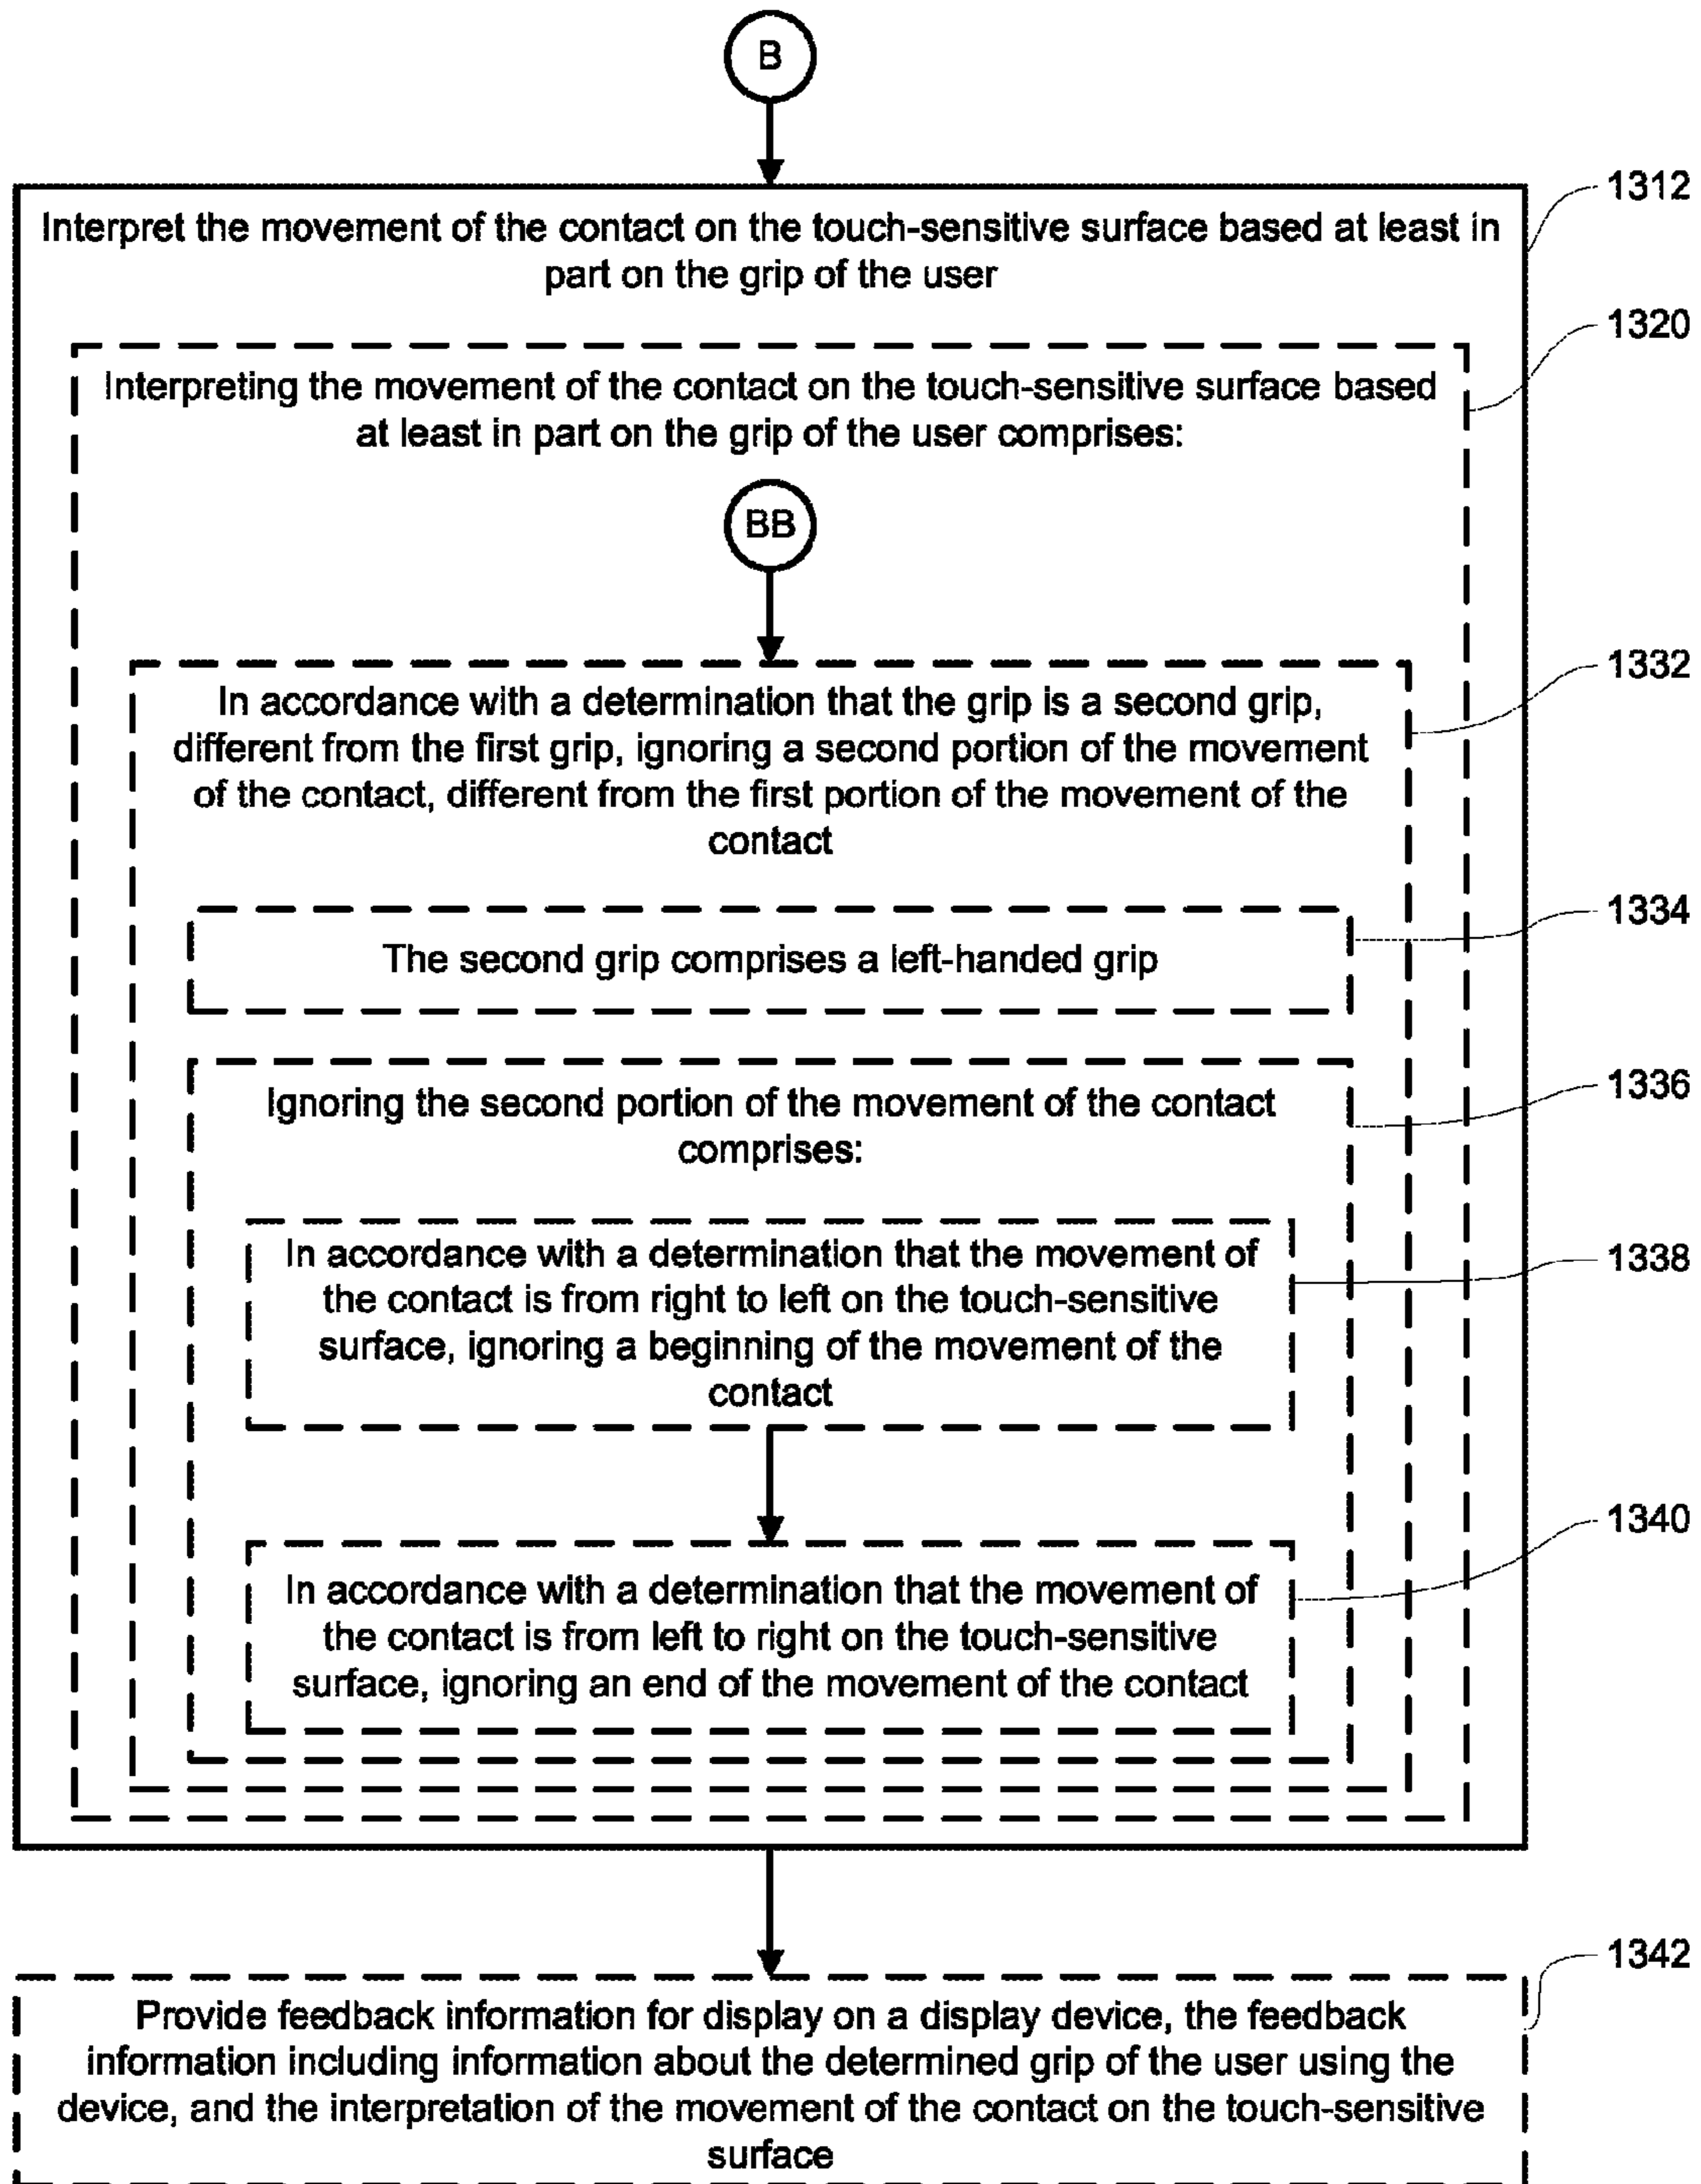 B
1312
Interpret the movement of the contact on the touch-sensitive surface based at least in
part on the grip of the user
1320
Interpreting the movement of the contact on the touch-sensitive surface based
at least in part on the grip of the user comprises:
BB
1332
In accordance with a determination that the grip is a second grip,
different from the first grip, ignoring a second portion of the movement
of the contact, different from the first portion of the movement of the
contact
1334
The second grip comprises a left-handed grip
1336
Ignoring the second portion of the movement of the contact
comprises:
1338
In accordance with a determination that the movement of
the contact is from right to left on the touch-sensitive
surface, ignoring a beginning of the movement of the
contact
1340
In accordance with a determination that the movement of
the contact is from left to right on the touch-sensitive
surface, ignoring an end of the movement of the contact
1342
Provide feedback information for display on a display device, the feedback
information including information about the determined grip of the user using the
device, and the interpretation of the movement of the contact on the touch-sensitive
surface